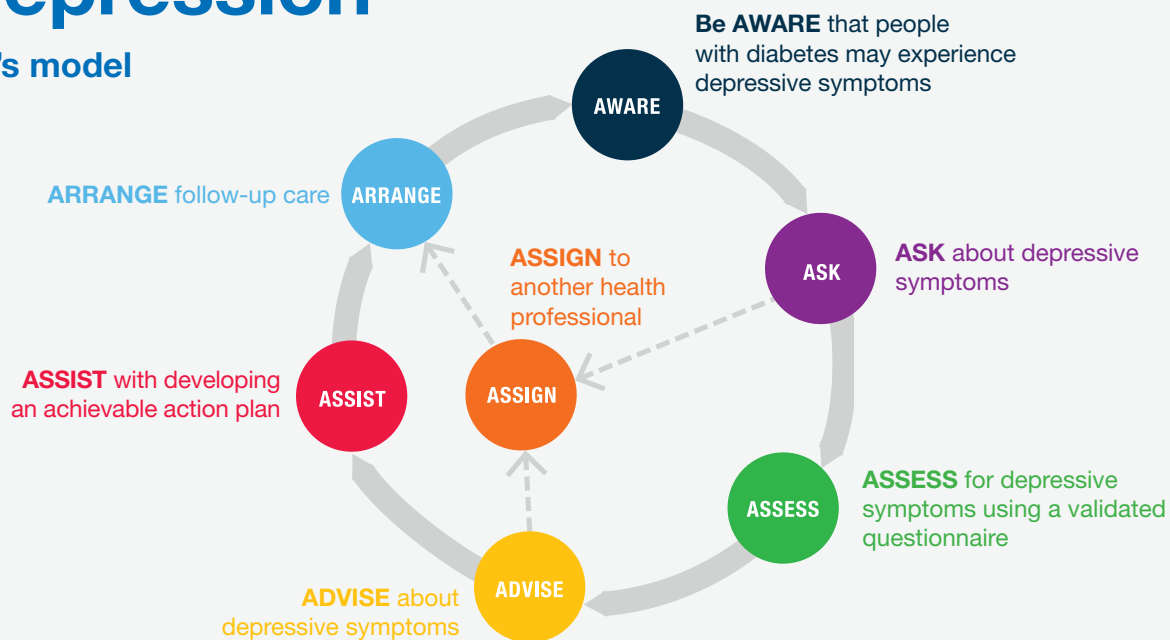 epression
's model
Be AWARE that people
with diabetes may experience
depressive symptoms
AWARE
ARRANGE follow-up care
ARRANGE
ASK
ASK about depressive
symptoms
ASSIGN to
another health
professional
ASSIGN
ASSIST with developing
an achievable action plan
ASSIST
ASSESS
ASSESS for depressive
symptoms using a validated
questionnaire
ADVISE
ADVISE about
depressive symptoms